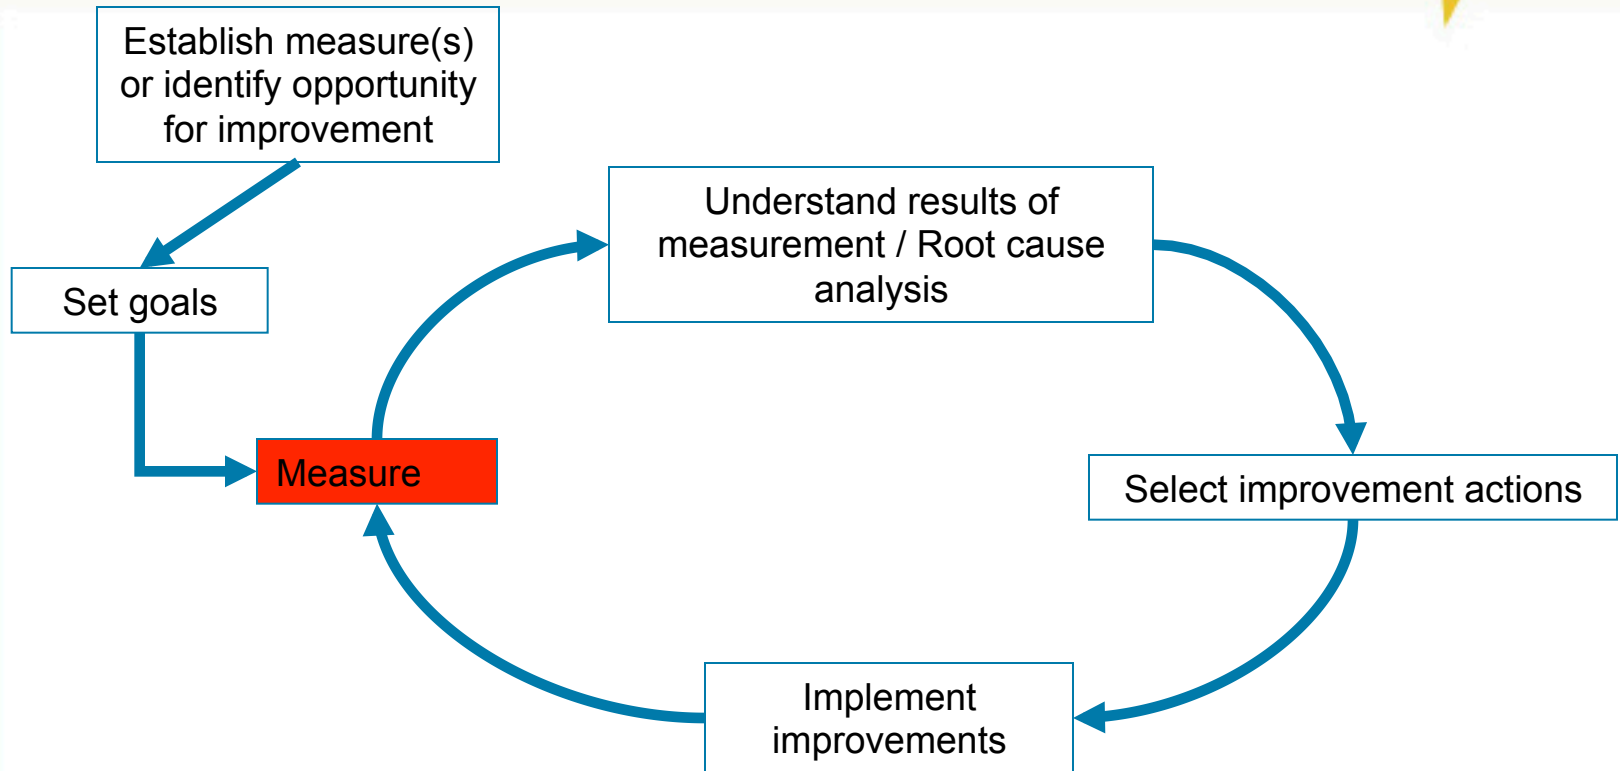 Establish measure(s)
or identify opportunity
for improvement
Understand results of
measurement / Root cause
analysis
Set goals
Measure
Select improvement actions
Implement
improvements